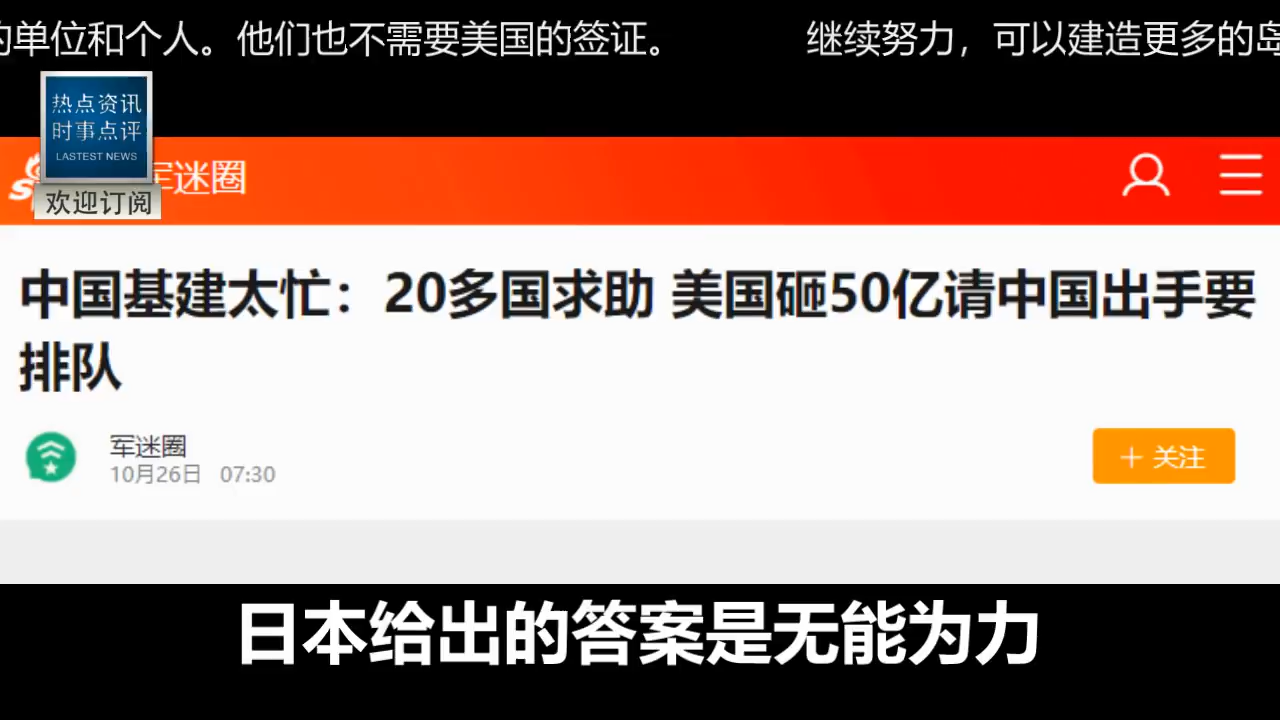 的单位和个人。他们也不需要美国的签证。 继续努力，可以建造更多的岛
热点资讯
时事点评
LASTEST NEWS
欢迎订阅
军迷圈
中国基建太忙：20多国求助 美国砸50亿请中国出手要
排队
军迷圈
10月26日 07:30
+ 关注
日本给出的答案是无能为力